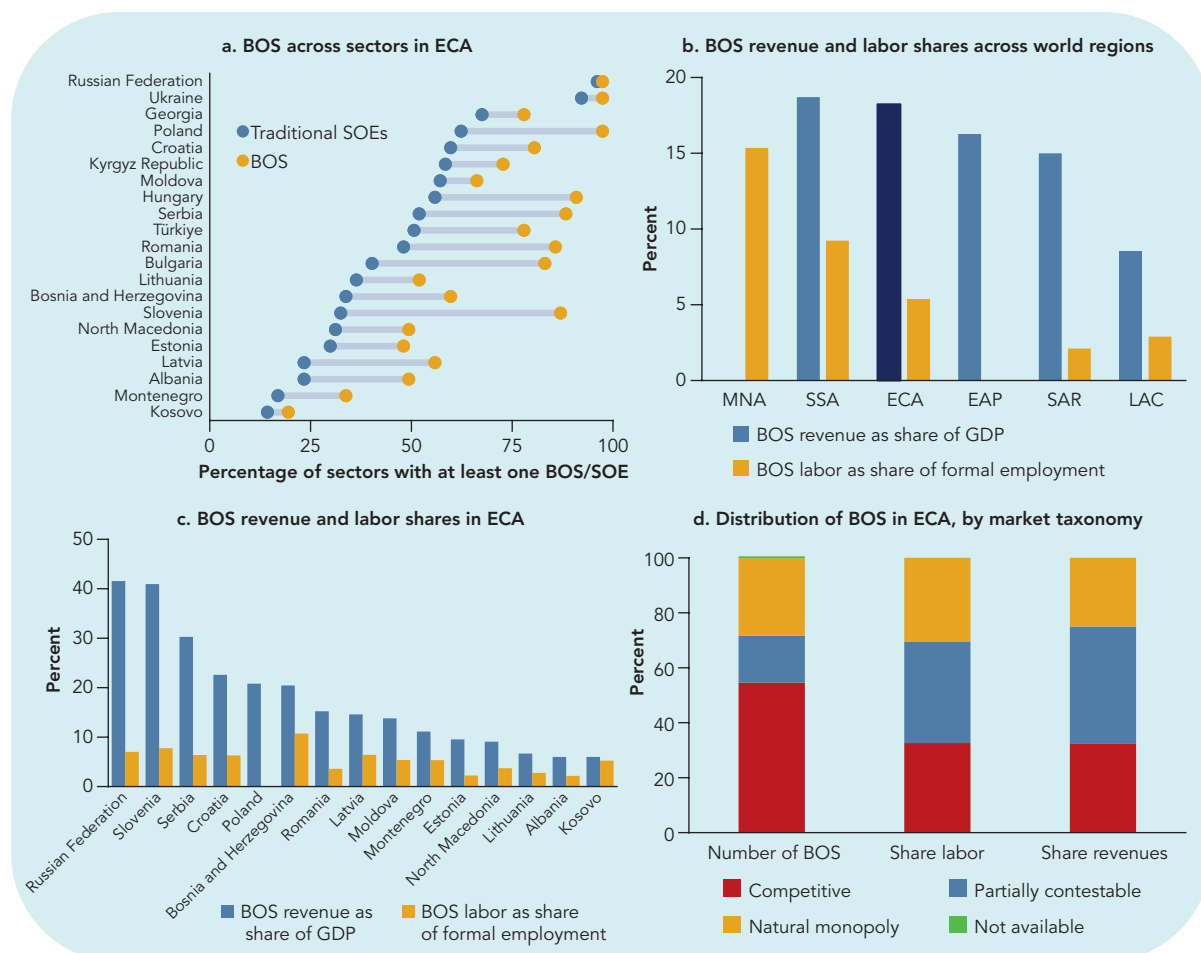 a. BOS across sectors in ECA
Russian Federation
Ukraine
Georgia
Poland
Croatia
Kyrgyz Republic
Moldova
Hungary
Serbia
Türkiye
Romania
Bulgaria
Lithuania
Bosnia and Herzegovina
Slovenia
North Macedonia
Estonia
Latvia
Albania
Montenegro
Kosovo
Traditional SOEs
BOS
0 25 50 75 100
Percentage of sectors with at least one BOS/SOE
b. BOS revenue and labor shares across world regions
Percent
20
15
10
5
0
MNA SSA ECA EAP SAR LAC
BOS revenue as share of GDP
BOS labor as share of formal employment
c. BOS revenue and labor shares in ECA
Percent
50
40
30
20
10
0
Russian Federation
Slovenia
Serbia
Croatia
Poland
Bosnia and Herzegovina
Romania
Latvia
Moldova
Montenegro
Estonia
North Macedonia
Lithuania
Albania
Kosovo
BOS revenue as
share of GDP
BOS labor as share
of formal employment
d. Distribution of BOS in ECA, by market taxonomy
Percent
100
80
60
40
20
0
Number of BOS Share labor Share revenues
Competitive Partially contestable
Natural monopoly Not available